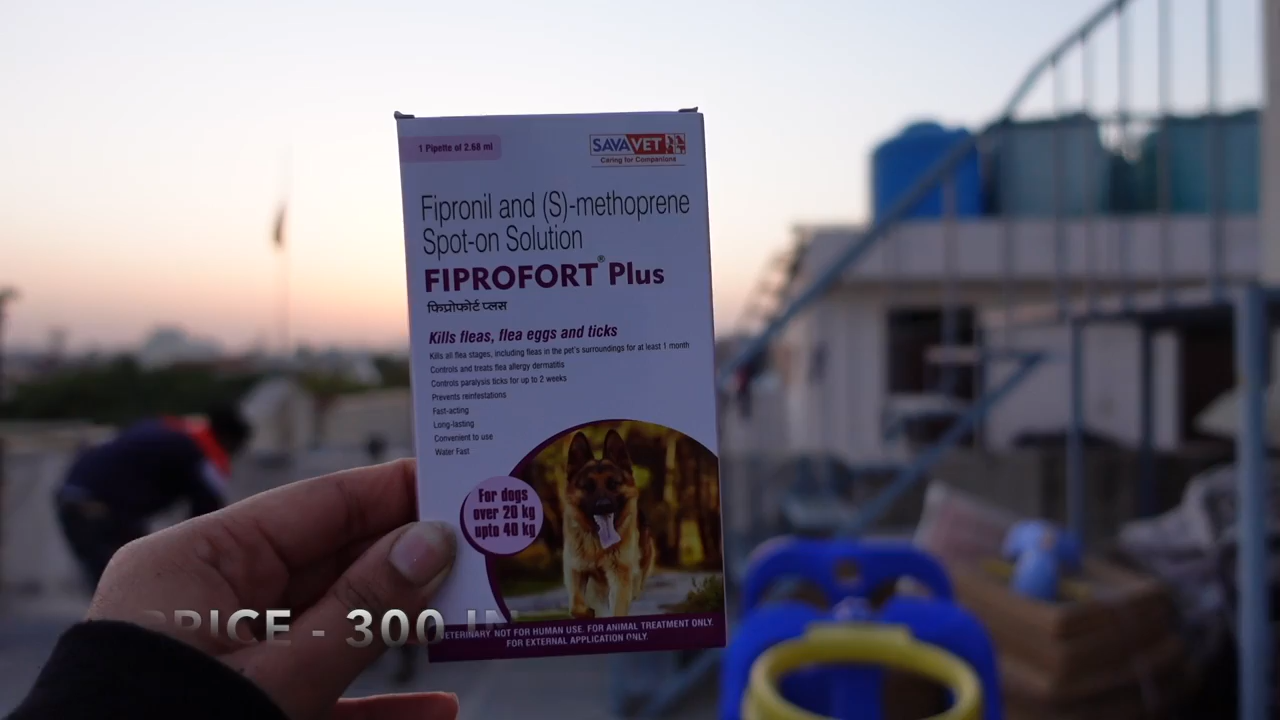 1 Pipette of 2.68 ml
SAVAVET
Caring for Companions
Fipronil and (S)-methoprene
Spot-on Solution
FIPROFORT® Plus
फिप्रोफोर्ट प्लस
Kills fleas, flea eggs and ticks
Kills all flea stages, including fleas in the pet's surroundings for at least 1 month
Controls and treats flea allergy dermatitis
Controls paralysis ticks for up to 2 weeks
Prevents reinfestations
Fast-acting
Long-lasting
Convenient to use
Water Fast
For dogs
over 20 kg
upto 40 kg
PRICE - 300
ETERINARY. NOT FOR HUMAN USE. FOR ANIMAL TREATMENT ONLY.
FOR EXTERNAL APPLICATION ONLY.